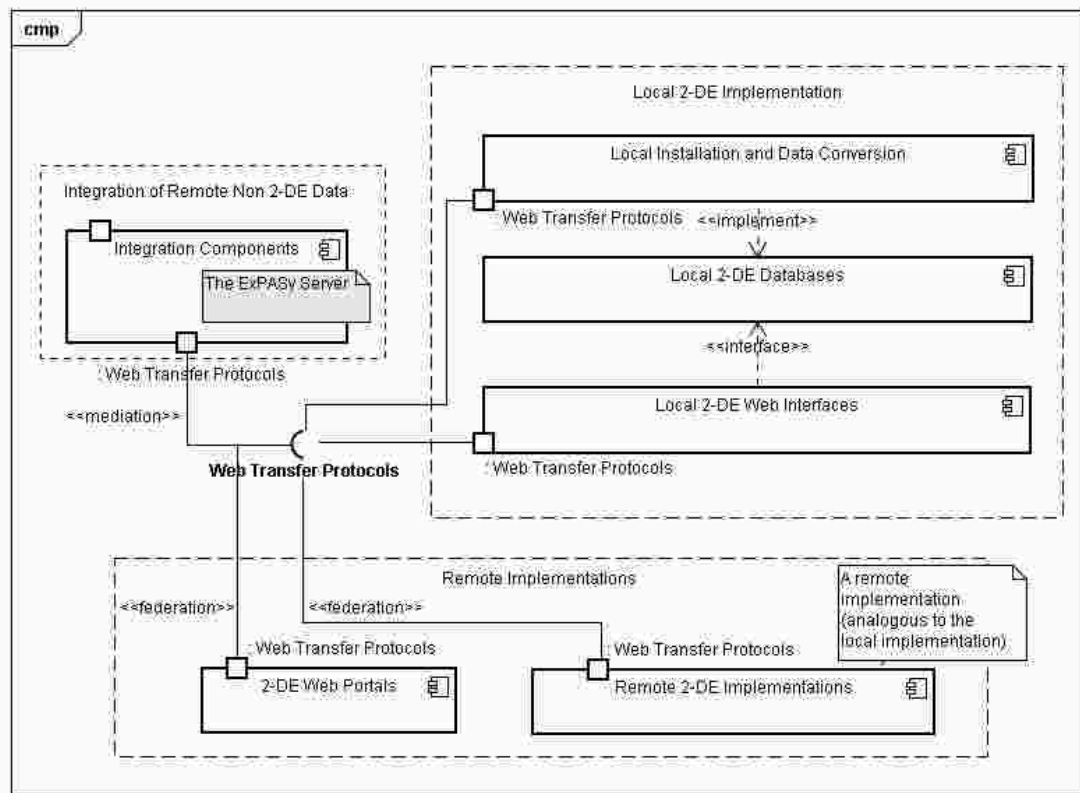 cmp
Local 2-DE Implementation
Local Installation and Data Conversion
: Web Transfer Protocols
<<implement>>
Local 2-DE Databases
<<interface>>
Local 2-DE Web Interfaces
: Web Transfer Protocols
Integration of Remote Non 2-DE Data
Integration Components
The ExPASy Server
: Web Transfer Protocols
<<mediation>>
Web Transfer Protocols
Remote Implementations
<<federation>>
<<federation>>
: Web Transfer Protocols
2-DE Web Portals
: Web Transfer Protocols
Remote 2-DE Implementations
A remote
implementation
(analogous to the
local implementation)